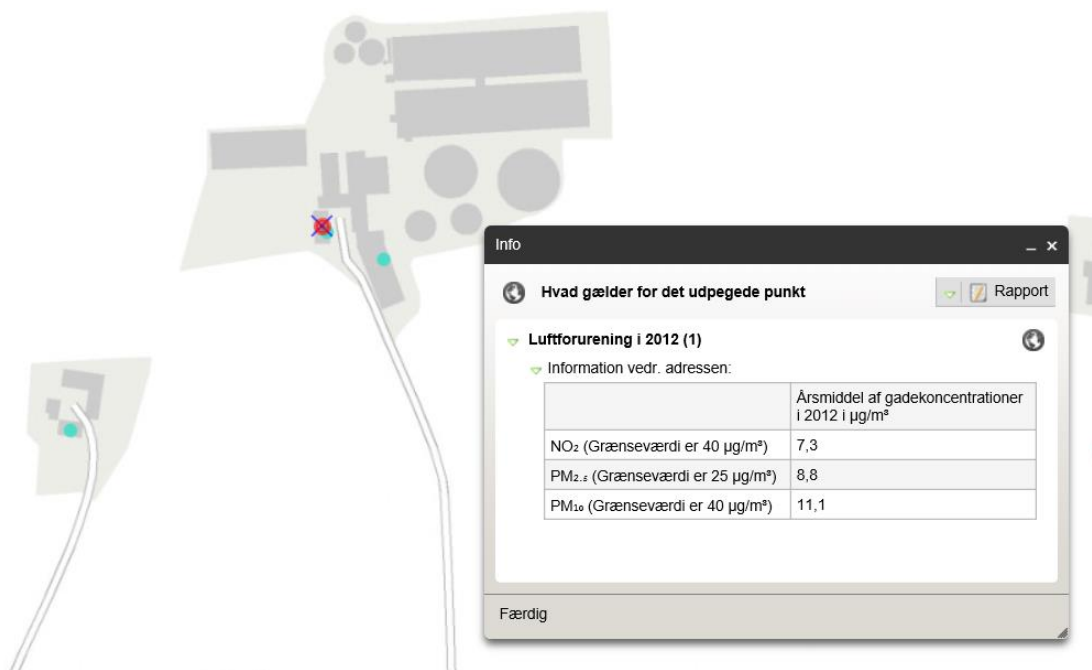 Info
Hvad gælder for det udpegede punkt
Rapport
Luftforurening i 2012 (1)
Information vedr. adressen:
Årsmiddel af gadekoncentrationer
i 2012 i µg/m³
NO₂ (Grænseværdi er 40 µg/m³)
7,3
PM₂.₅ (Grænseværdi er 25 µg/m³)
8,8
PM₁₀ (Grænseværdi er 40 µg/m³)
11,1
Færdig